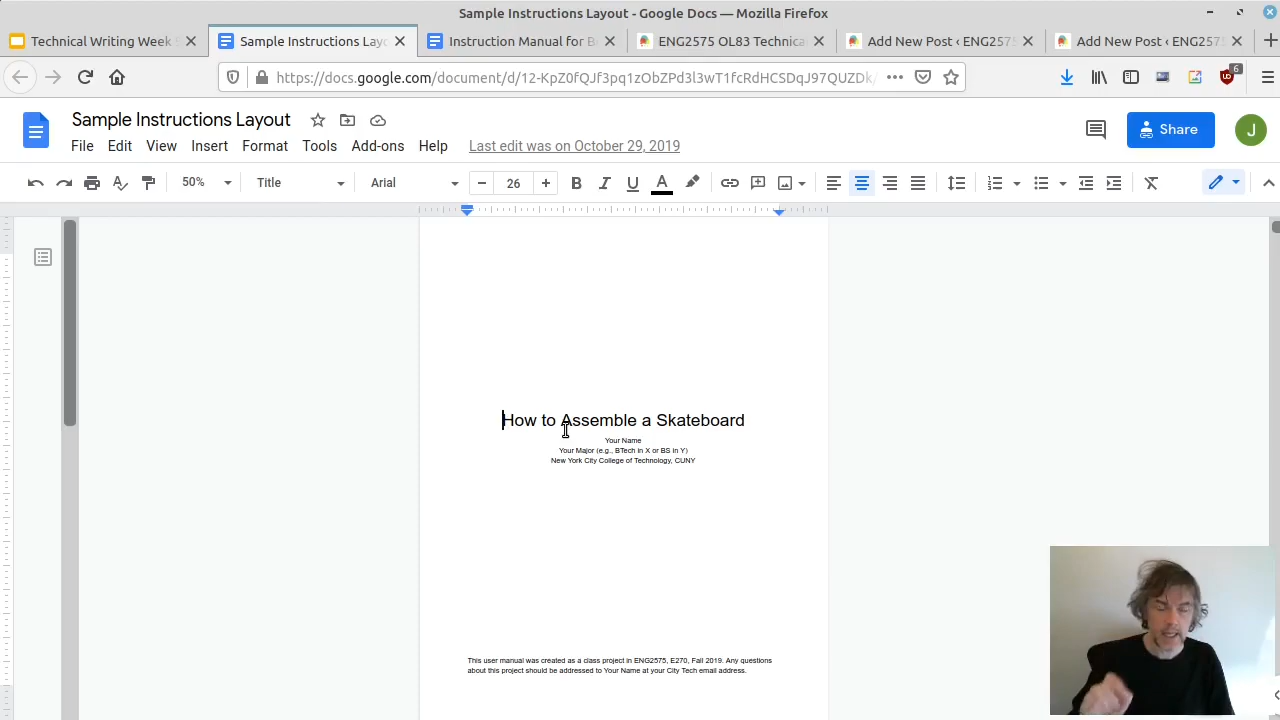 Sample Instructions Layout - Google Docs — Mozilla Firefox
Technical Writing Week
Sample Instructions Layo
Instruction Manual for B
ENG2575 OL83 Technica
Add New Post ‹ ENG2575
Add New Post ‹ ENG2575
https://docs.google.com/document/d/12-KpZ0fQJf3pq1zObZPd3l3wT1fcRdHCSDqJ97QUZDk/
6
Sample Instructions Layout
Share
J
File Edit View Insert Format Tools Add-ons Help Last edit was on October 29, 2019
50% Title Arial 26 B I U A
How to Assemble a Skateboard
Your Name
Your Major (e.g., BTech in X or BS in Y)
New York City College of Technology, CUNY
This user manual was created as a class project in ENG2575, E270, Fall 2019. Any questions
about this project should be addressed to Your Name at your City Tech email address.